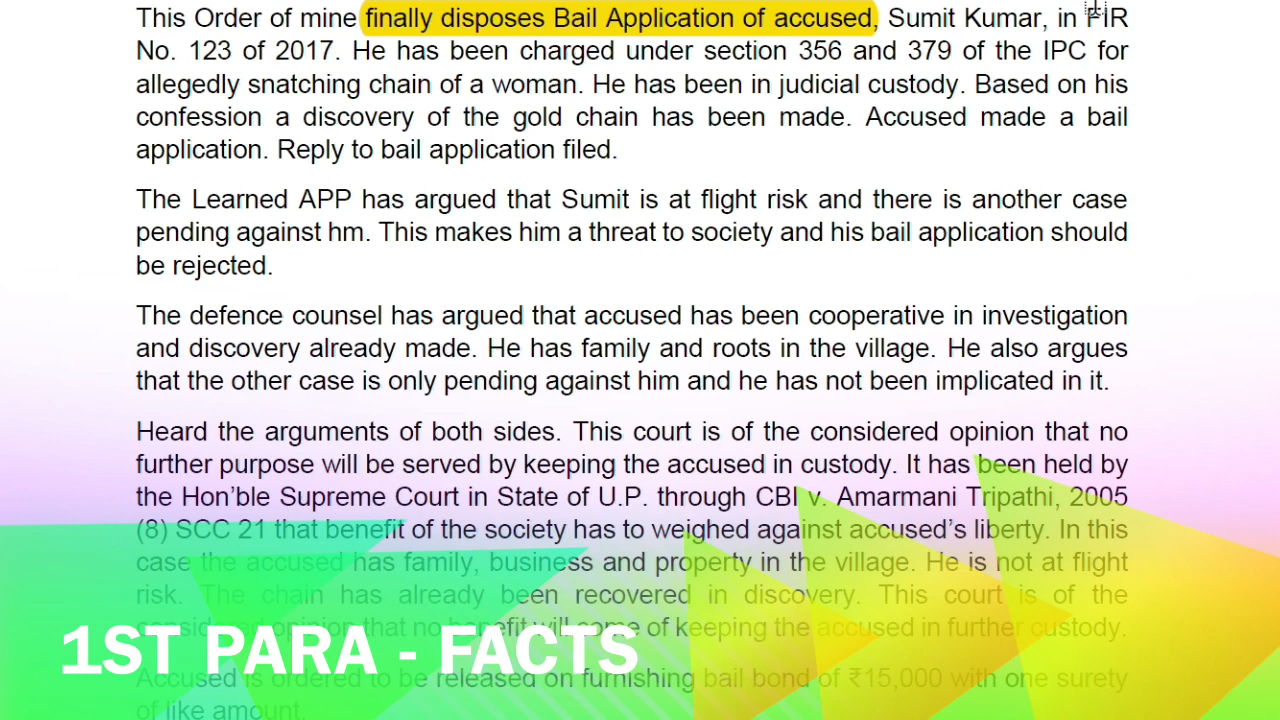 This Order of mine finally disposes Bail Application of accused, Sumit Kumar, in FIR
No. 123 of 2017. He has been charged under section 356 and 379 of the IPC for
allegedly snatching chain of a woman. He has been in judicial custody. Based on his
confession a discovery of the gold chain has been made. Accused made a bail
application. Reply to bail application filed.
The Learned APP has argued that Sumit is at flight risk and there is another case
pending against hm. This makes him a threat to society and his bail application should
be rejected.
The defence counsel has argued that accused has been cooperative in investigation
and discovery already made. He has family and roots in the village. He also argues
that the other case is only pending against him and he has not been implicated in it.
Heard the arguments of both sides. This court is of the considered opinion that no
further purpose will be served by keeping the accused in custody. It has been held by
the Hon'ble Supreme Court in State of U.P. through CBI v. Amarmani Tripathi, 2005
(8) SCC 21 that benefit of the society has to weighed against accused's liberty. In this
case the accused has family, business and property in the village. He is not at flight
risk. The chain has already been recovered in discovery. This court is of the
considered opinion that no benefit will come of keeping the accused in further custody.
1ST PARA - FACTS
Accused is ordered to be released on furnishing bail bond of ₹15,000 with one surety
of like amount.